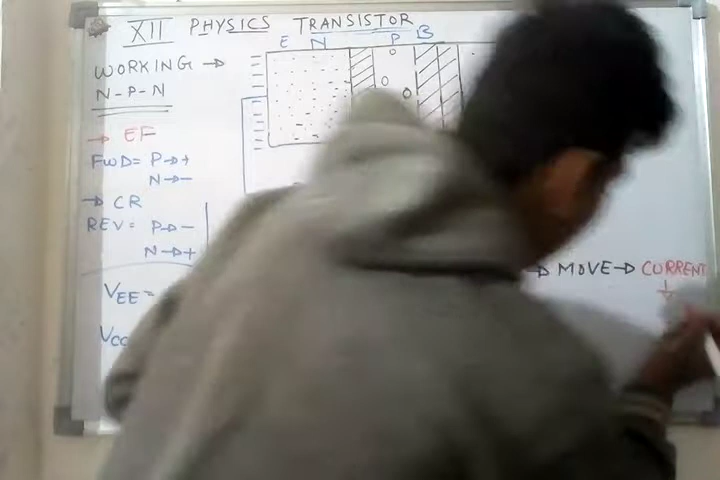 XII PHYSICS TRANSISTOR
E N P B
WORKING →
N-P-N
→ EF
FWD= P→+
N→-
→ CR
REV= P→-
N→+
→ MOVE→ CURRENT
VEE=
VCC